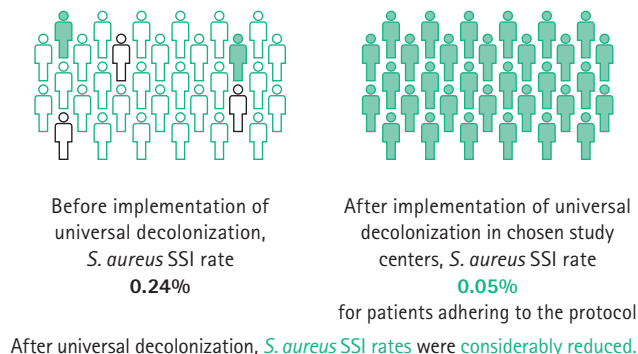 Before implementation of
universal decolonization,
S. aureus SSI rate
0.24%
After implementation of universal
decolonization in chosen study
centers, S. aureus SSI rate
0.05%
for patients adhering to the protocol
After universal decolonization, S. aureus SSI rates were considerably reduced.